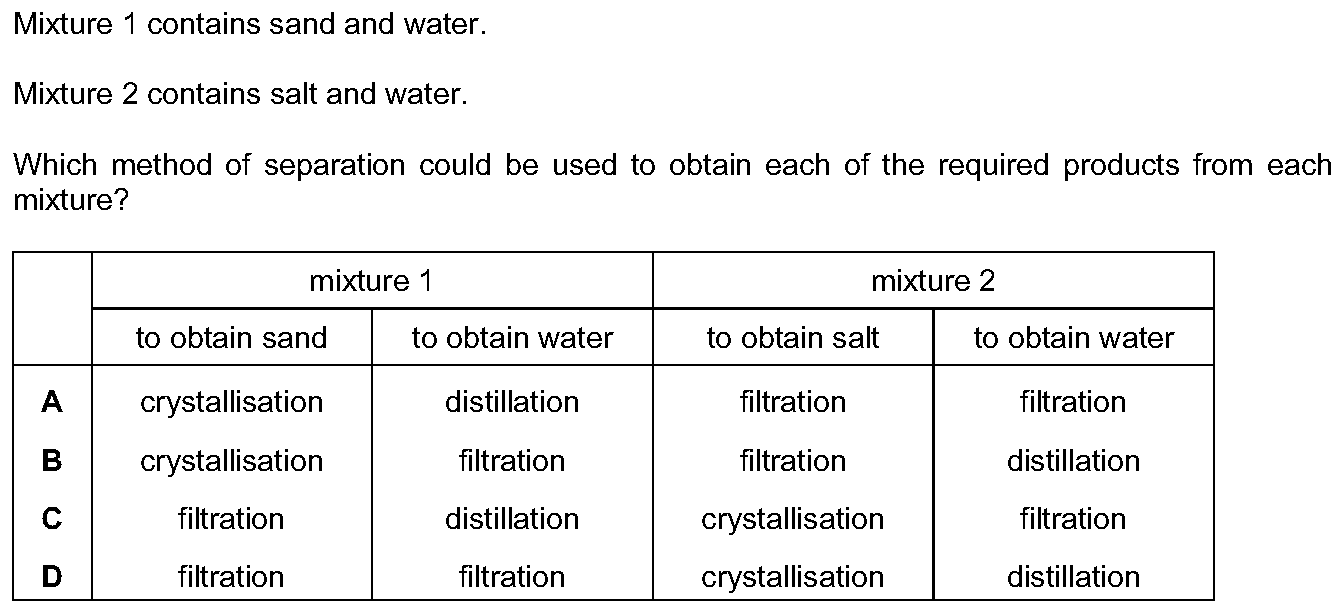 Mixture 1 contains sand and water.
Mixture 2 contains salt and water.
Which method of separation could be used to obtain each of the required products from each
mixture?
mixture 1 mixture 2
to obtain sand to obtain water to obtain salt to obtain water
A crystallisation distillation filtration filtration
B crystallisation filtration filtration distillation
C filtration distillation crystallisation filtration
D filtration filtration crystallisation distillation